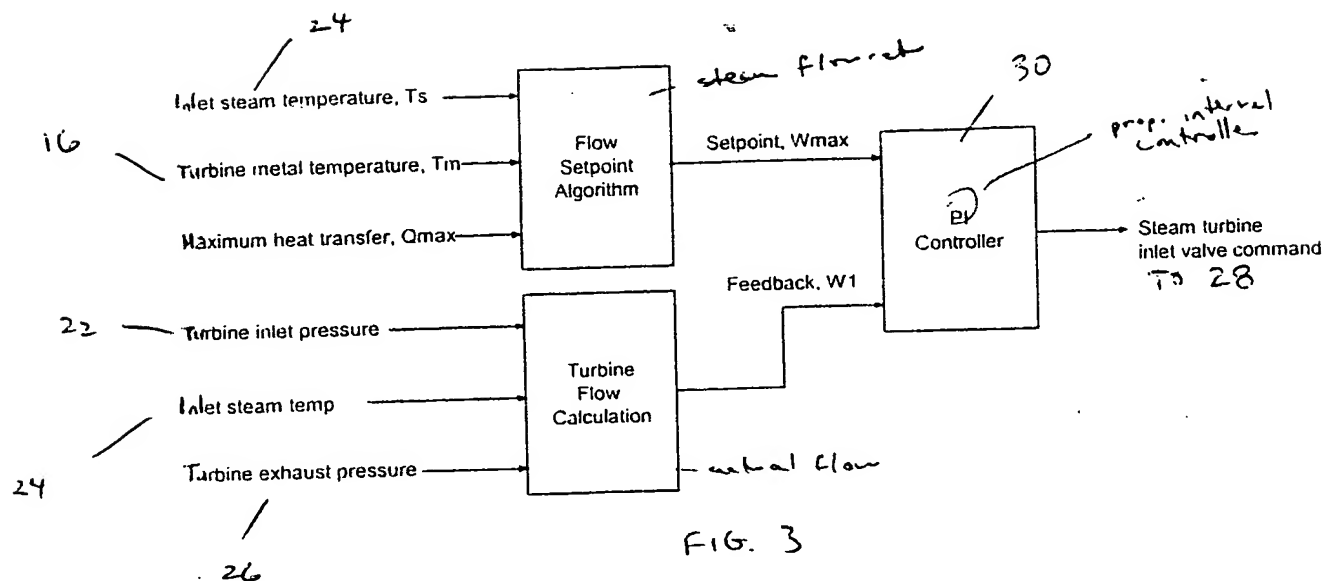 24
Inlet steam temperature, Ts
16
Turbine metal temperature, Tm
Maximum heat transfer, Qmax
Flow
Setpoint
Algorithm
steam flow
Setpoint, Wmax
30
prop. integral
controller
PI
Controller
Steam turbine
inlet valve command
To 28
Feedback, W1
22
Turbine inlet pressure
24
Inlet steam temp
Turbine exhaust pressure
26
Turbine
Flow
Calculation
actual flow
FIG. 3